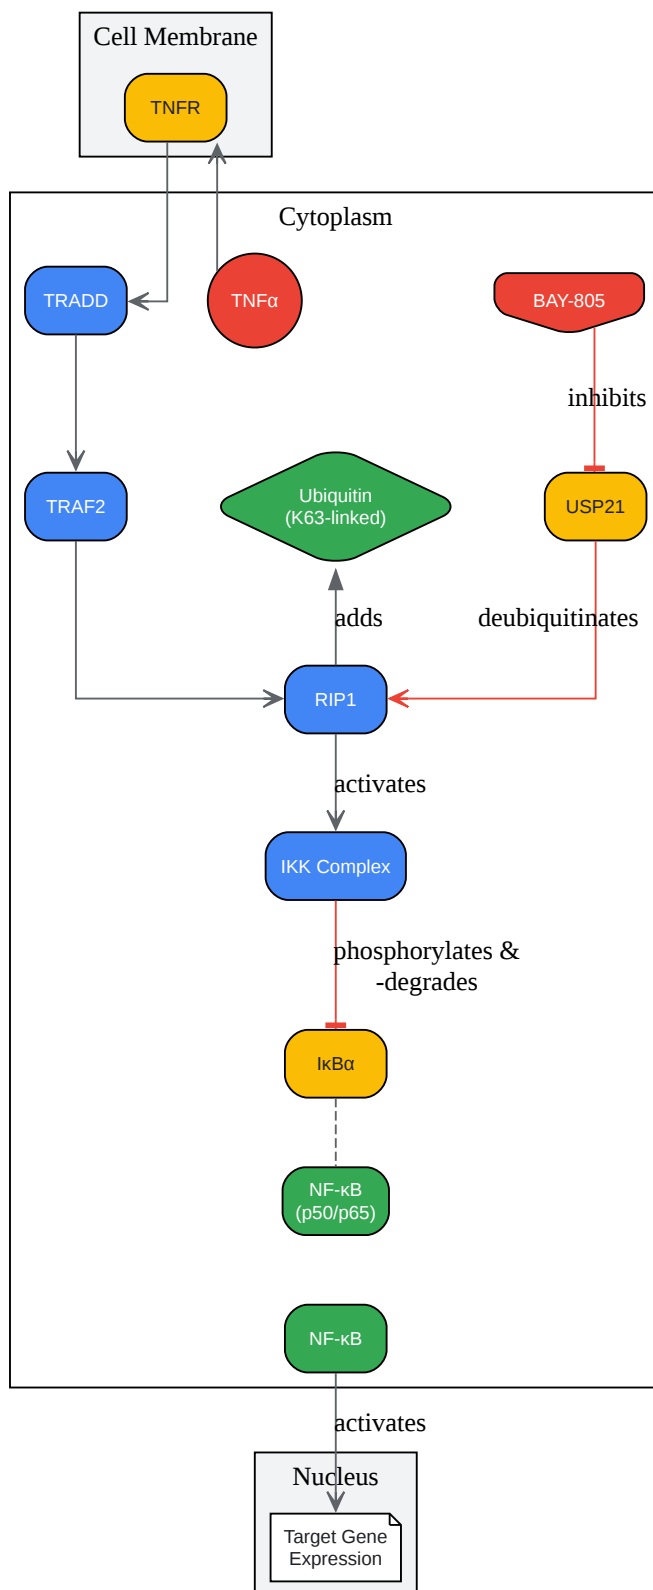 Cell Membrane
TNFR
Cytoplasm
TRADD
TNFα
BAY-805
inhibits
TRAF2
Ubiquitin
(K63-linked)
USP21
adds
deubiquitinates
RIP1
activates
IKK Complex
phosphorylates &
-degrades
IκBα
NF-κB
(p50/p65)
NF-κB
activates
Nucleus
Target Gene
Expression